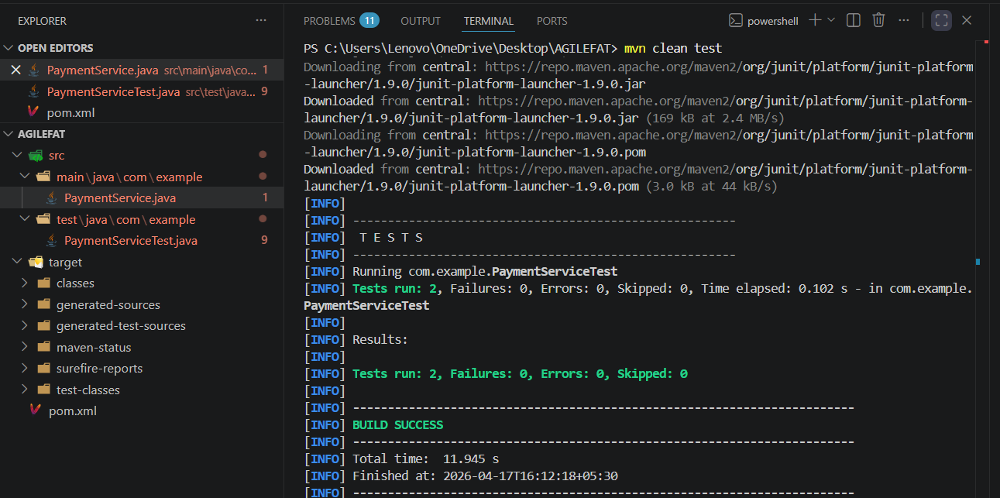 EXPLORER ...
OPEN EDITORS
PaymentService.java src\main\java\co... 1
PaymentServiceTest.java src\test\java... 9
pom.xml
AGILEFAT
src
main\java\com\example
PaymentService.java 1
test\java\com\example
PaymentServiceTest.java 9
target
classes
generated-sources
generated-test-sources
maven-status
surefire-reports
test-classes
pom.xml
PROBLEMS 11 OUTPUT TERMINAL PORTS powershell ...
PS C:\Users\Lenovo\OneDrive\Desktop\AGILEFAT> mvn clean test
Downloading from central: https://repo.maven.apache.org/maven2/org/junit/platform/junit-platform
-launcher/1.9.0/junit-platform-launcher-1.9.0.jar
Downloaded from central: https://repo.maven.apache.org/maven2/org/junit/platform/junit-platform-
launcher/1.9.0/junit-platform-launcher-1.9.0.jar (169 kB at 2.4 MB/s)
Downloading from central: https://repo.maven.apache.org/maven2/org/junit/platform/junit-platform
-launcher/1.9.0/junit-platform-launcher-1.9.0.pom
Downloaded from central: https://repo.maven.apache.org/maven2/org/junit/platform/junit-platform-
launcher/1.9.0/junit-platform-launcher-1.9.0.pom (3.0 kB at 44 kB/s)
[INFO]
[INFO] -------------------------------------------------------
[INFO]  T E S T S
[INFO] -------------------------------------------------------
[INFO] Running com.example.PaymentServiceTest
[INFO] Tests run: 2, Failures: 0, Errors: 0, Skipped: 0, Time elapsed: 0.102 s - in com.example.
PaymentServiceTest
[INFO]
[INFO] Results:
[INFO]
[INFO] Tests run: 2, Failures: 0, Errors: 0, Skipped: 0
[INFO]
[INFO] ------------------------------------------------------------------------
[INFO] BUILD SUCCESS
[INFO] ------------------------------------------------------------------------
[INFO] Total time:  11.945 s
[INFO] Finished at: 2026-04-17T16:12:18+05:30
[INFO] ------------------------------------------------------------------------